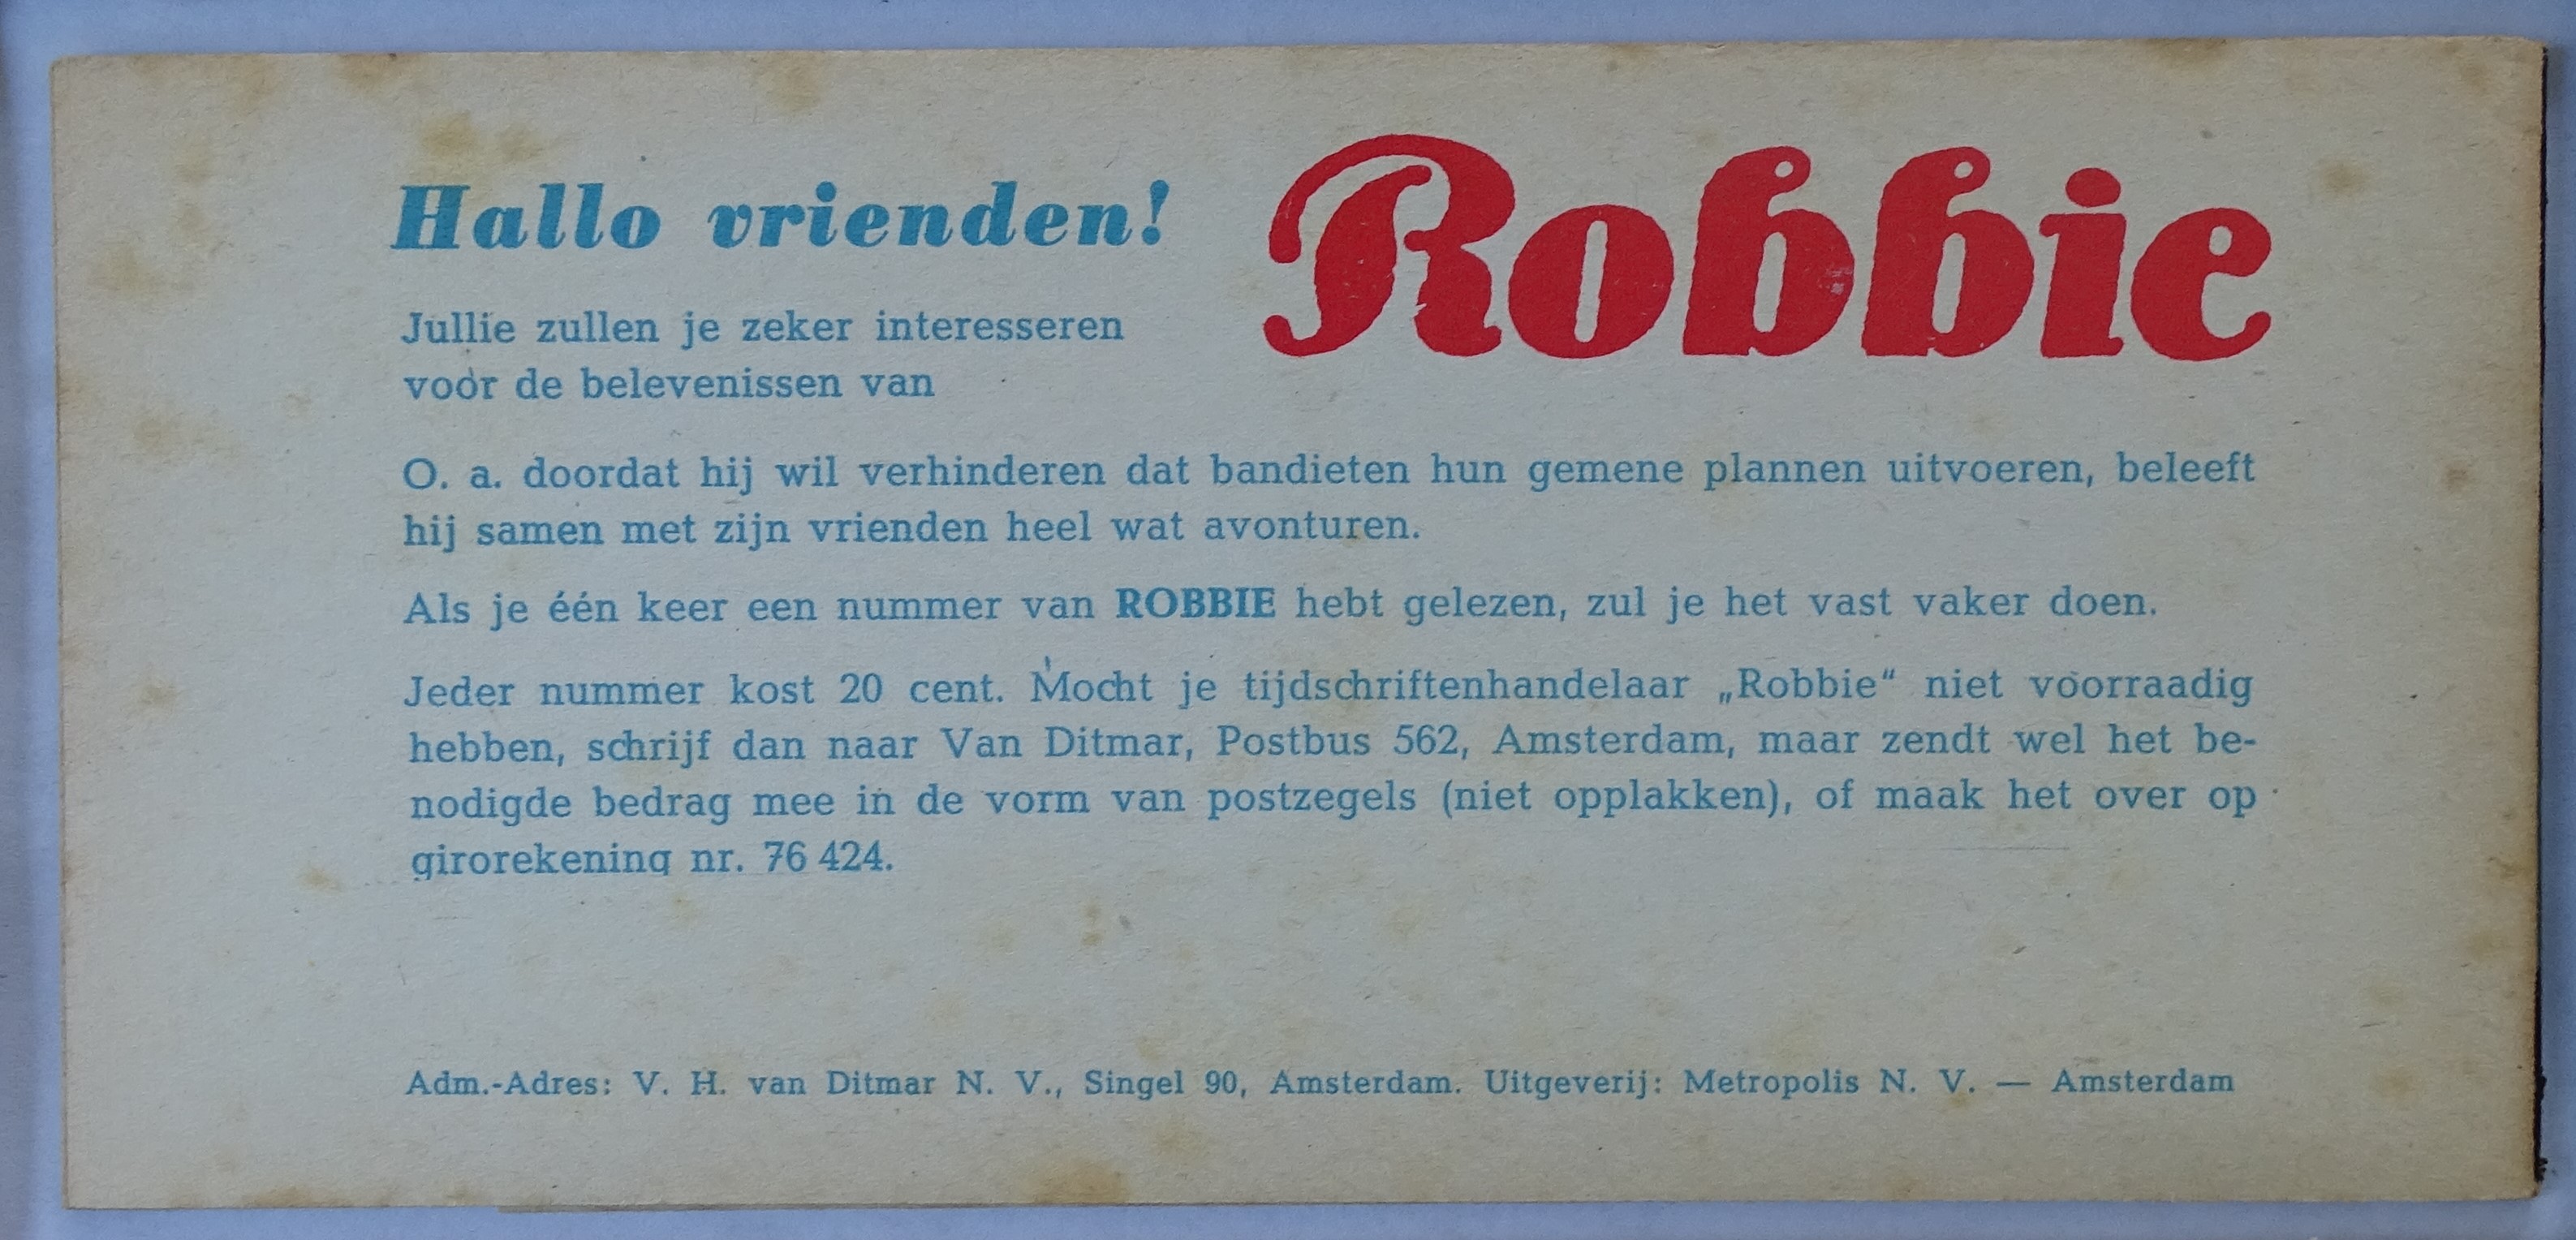 Hallo vrienden!
Jullie zullen je zeker interesseren
voor de belevenissen van
Robbie
O. a. doordat hij wil verhinderen dat bandieten hun gemene plannen uitvoeren, beleeft
hij samen met zijn vrienden heel wat avonturen.
Als je één keer een nummer van ROBBIE hebt gelezen, zul je het vast vaker doen.
Jeder nummer kost 20 cent. Mocht je tijdschriftenhandelaar „Robbie“ niet voorraadig
hebben, schrijf dan naar Van Ditmar, Postbus 562, Amsterdam, maar zendt wel het be-
nodigde bedrag mee in de vorm van postzegels (niet opplakken), of maak het over op
girorekening nr. 76 424.
Adm.-Adres: V. H. van Ditmar N. V., Singel 90, Amsterdam. Uitgeverij: Metropolis N. V. — Amsterdam